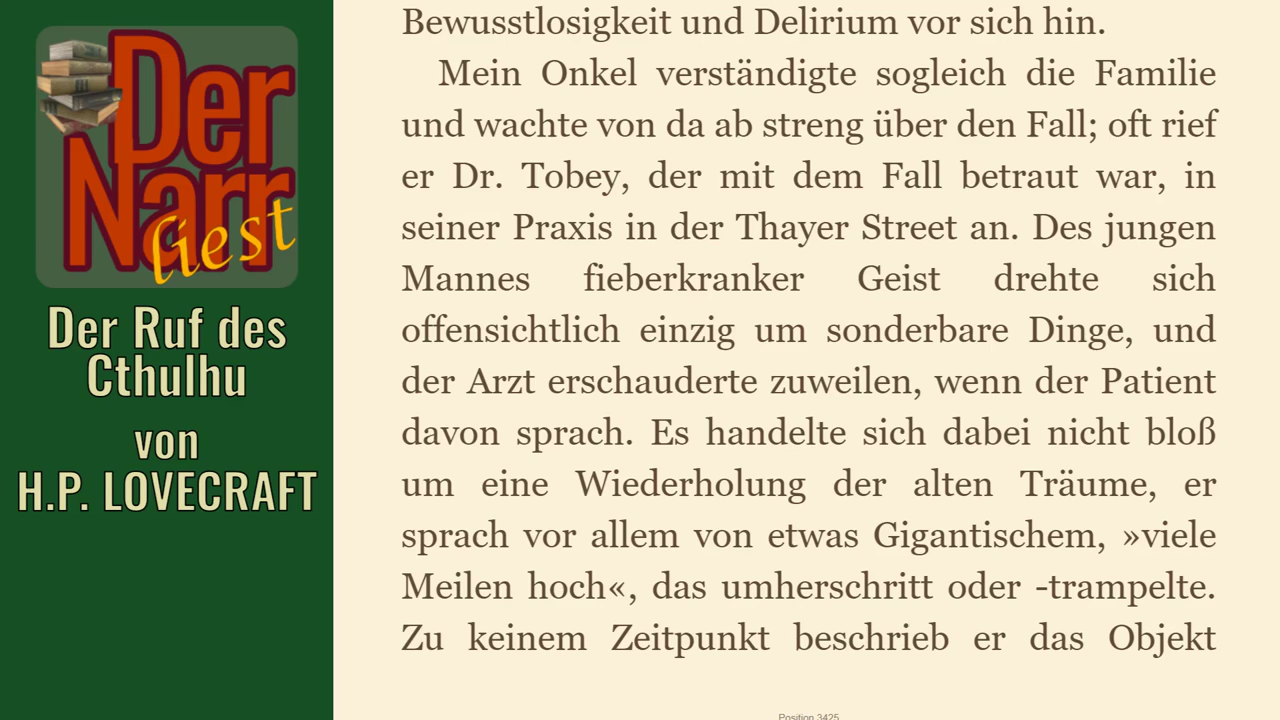 Der
Narr
liest
Der Ruf des
Cthulhu
von
H.P. LOVECRAFT
Bewusstlosigkeit und Delirium vor sich hin.
Mein Onkel verständigte sogleich die Familie
und wachte von da ab streng über den Fall; oft rief
er Dr. Tobey, der mit dem Fall betraut war, in
seiner Praxis in der Thayer Street an. Des jungen
Mannes fieberkranker Geist drehte sich
offensichtlich einzig um sonderbare Dinge, und
der Arzt erschauderte zuweilen, wenn der Patient
davon sprach. Es handelte sich dabei nicht bloß
um eine Wiederholung der alten Träume, er
sprach vor allem von etwas Gigantischem, »viele
Meilen hoch«, das umherschritt oder -trampelte.
Zu keinem Zeitpunkt beschrieb er das Objekt
Position 3425